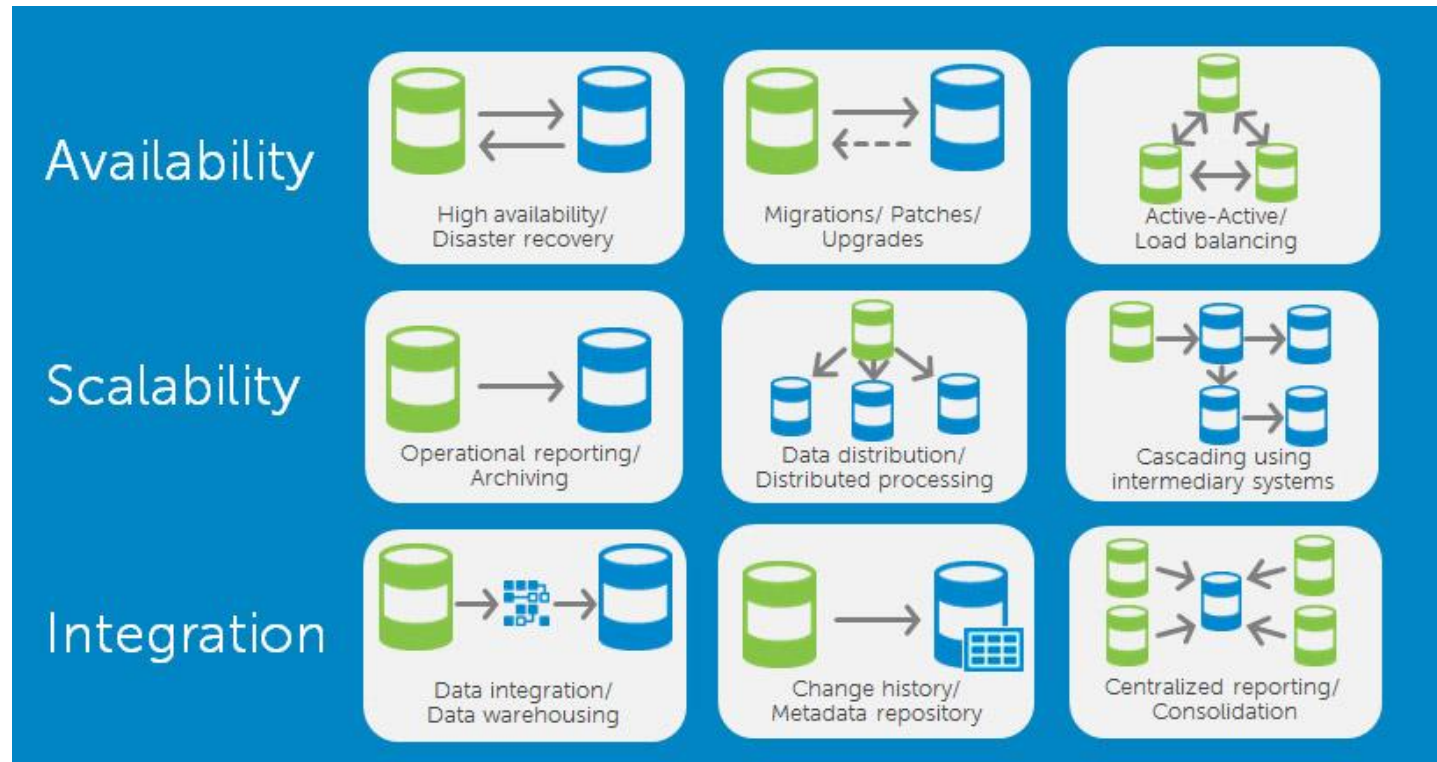 Availability
High availability/
Disaster recovery
Migrations/ Patches/
Upgrades
Active-Active/
Load balancing
Scalability
Operational reporting/
Archiving
Data distribution/
Distributed processing
Cascading using
intermediary systems
Integration
Data integration/
Data warehousing
Change history/
Metadata repository
Centralized reporting/
Consolidation